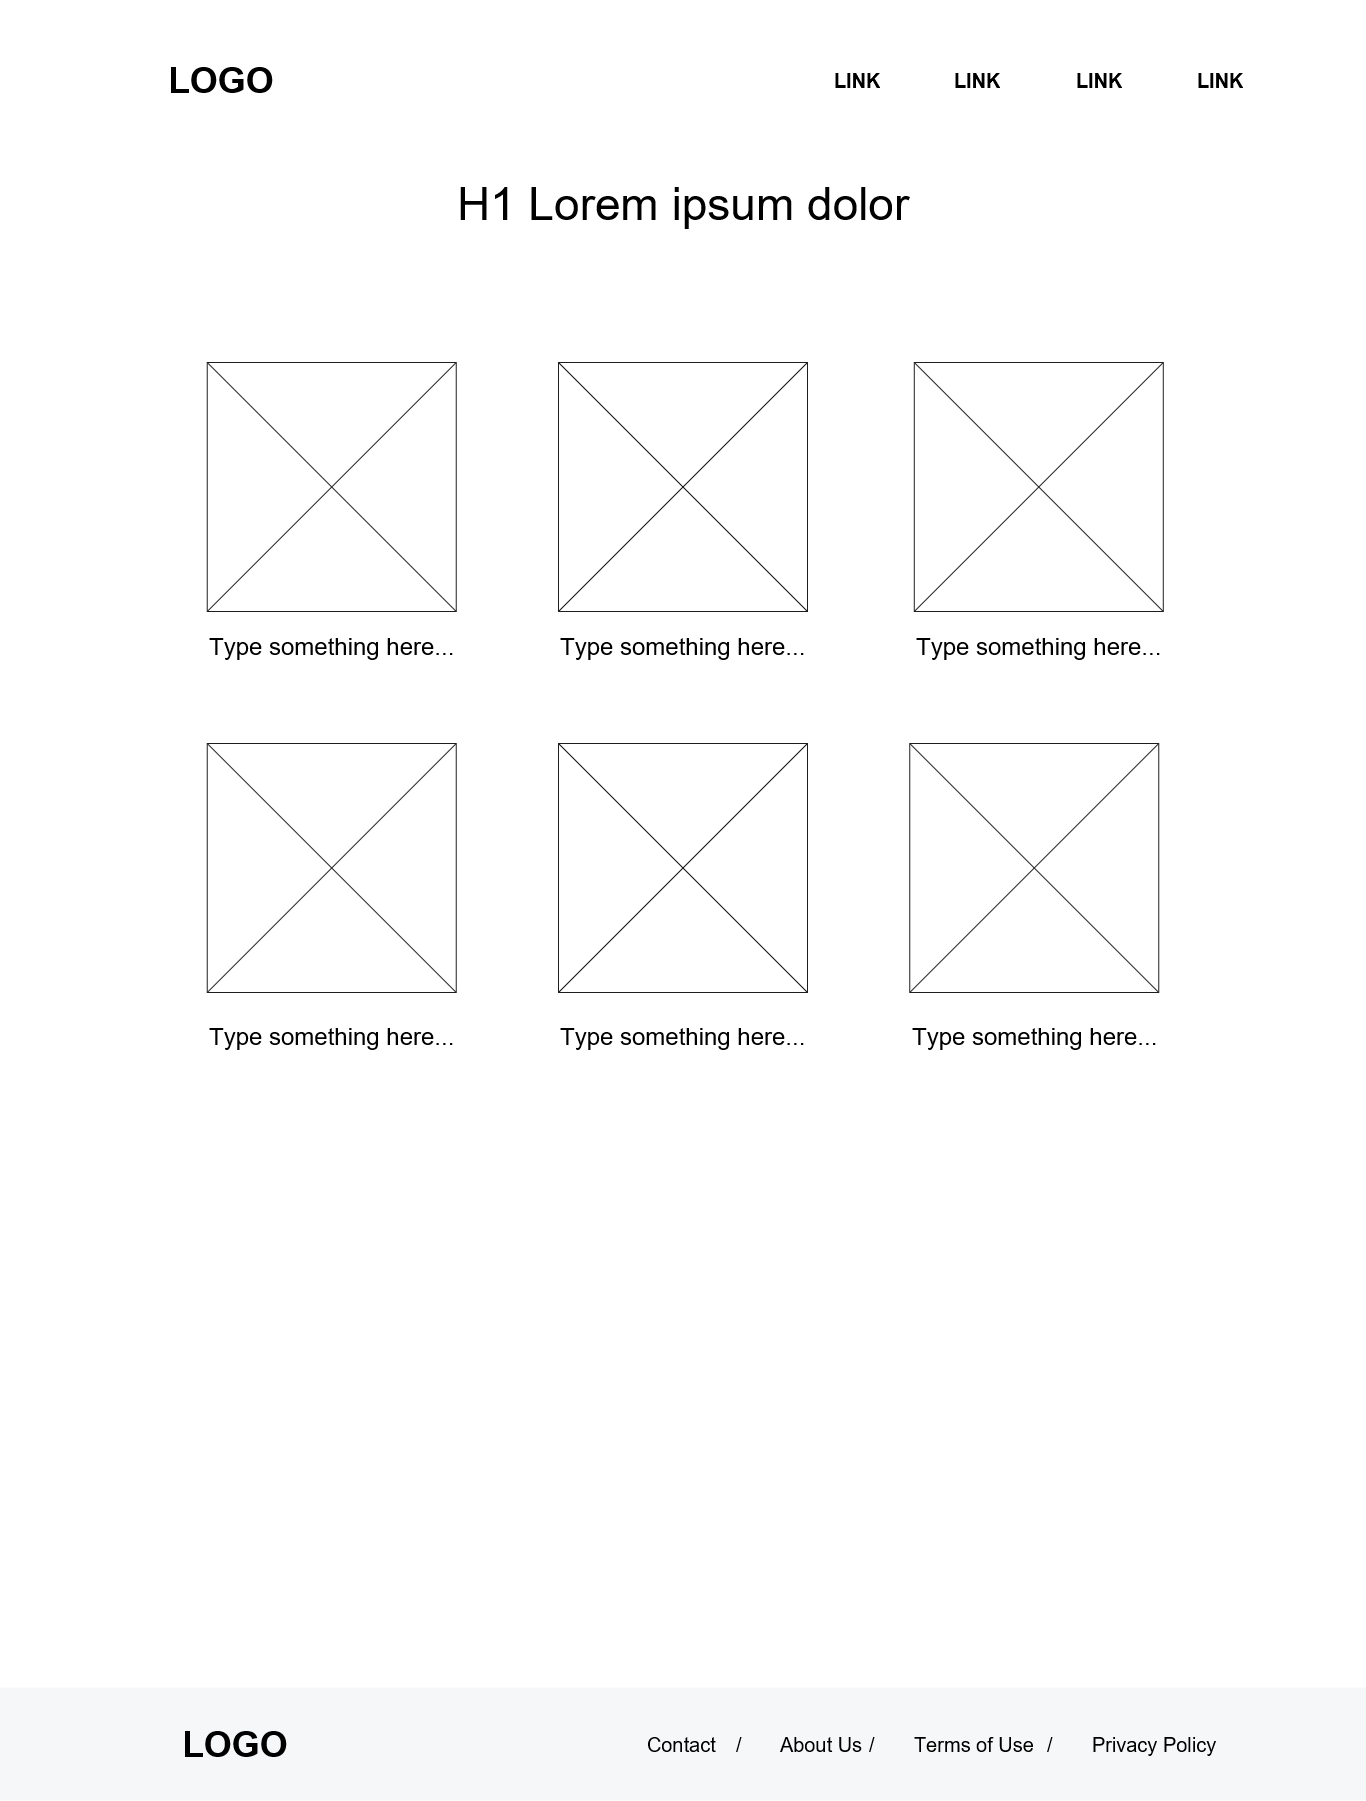 LOGO LINK LINK LINK LINK
H1 Lorem ipsum dolor
Type something here... Type something here... Type something here...
Type something here... Type something here... Type something here...
LOGO Contact / About Us / Terms of Use / Privacy Policy